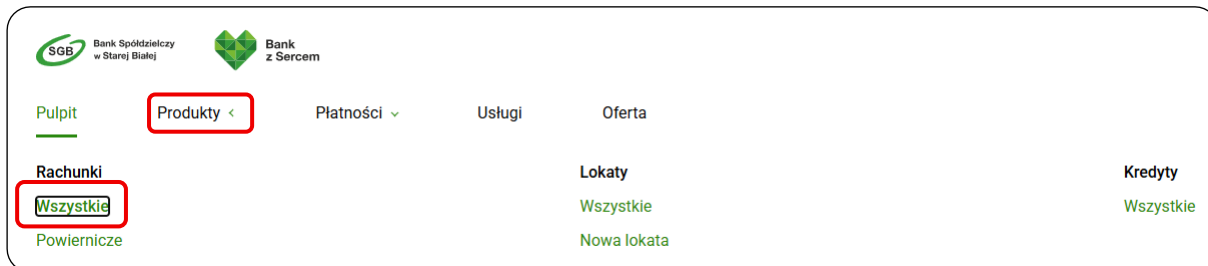 SGB
Bank Spółdzielczy
w Starej Białej
Bank
z Sercem
Pulpit Produkty Płatności Usługi Oferta
Rachunki Lokaty Kredyty
Wszystkie Wszystkie Wszystkie
Powiernicze Nowa lokata